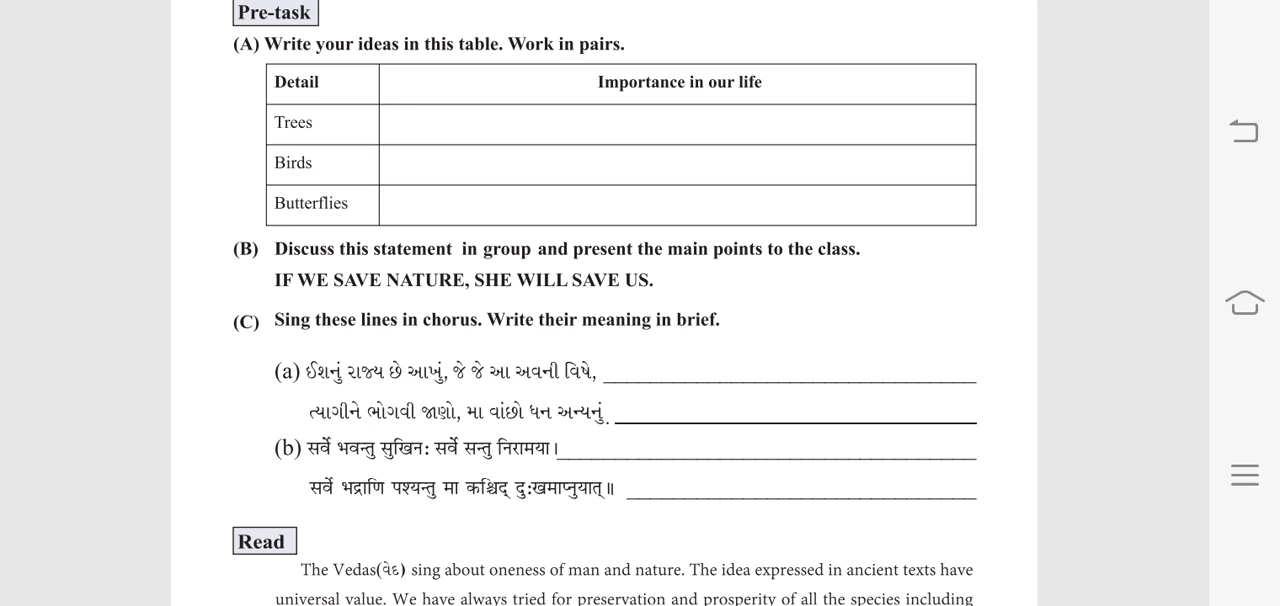 Pre-task
(A) Write your ideas in this table. Work in pairs.
Detail Importance in our life
Trees
Birds
Butterflies
(B) Discuss this statement in group and present the main points to the class.
IF WE SAVE NATURE, SHE WILL SAVE US.
(C) Sing these lines in chorus. Write their meaning in brief.
(a) ઈશનું રાજ્ય છે આખું, જે જે આ અવની વિષે,
ત્યાગીને ભોગવી જાણો, મા વાંછો ધન અન્યનું.
(b) सर्वे भवन्तु सुखिन: सर्वे सन्तु निरामया।
सर्वे भद्राणि पश्यन्तु मा कश्चिद् दु:खमाप्नुयात्॥
Read
The Vedas(વેદ) sing about oneness of man and nature. The idea expressed in ancient texts have
universal value. We have always tried for preservation and prosperity of all the species including